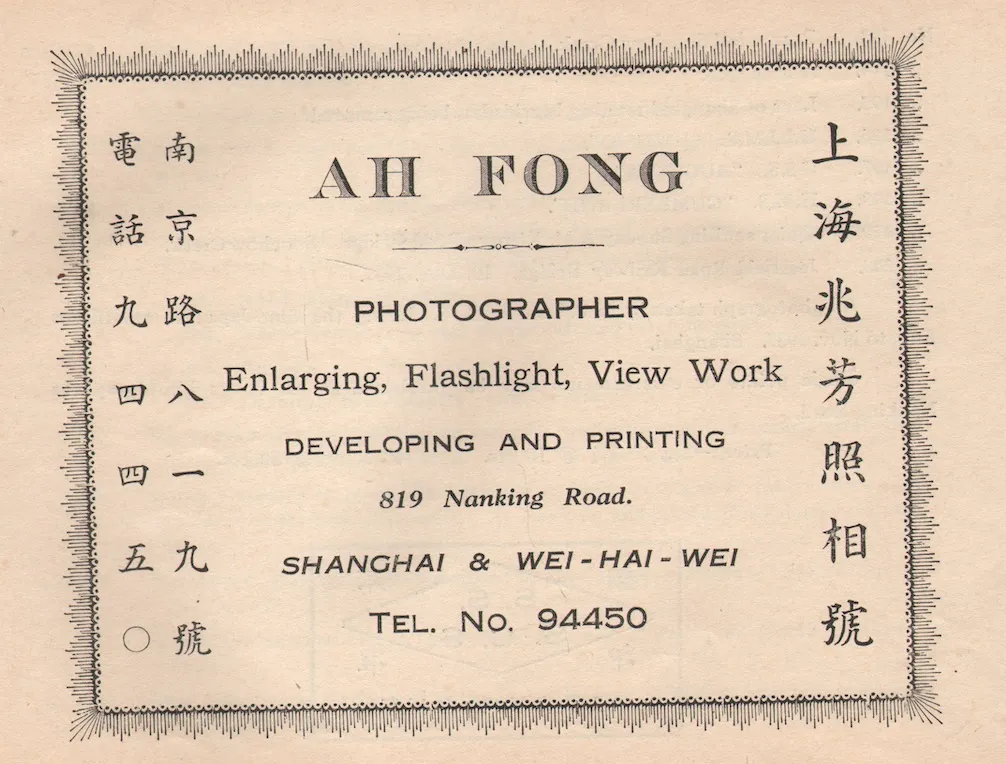 上海兆芳照相號
AH FONG
PHOTOGRAPHER
Enlarging, Flashlight, View Work
DEVELOPING AND PRINTING
819 Nanking Road.
SHANGHAI & WEI-HAI-WEI
TEL. No. 94450
南京路八一九號
電話九四四五〇